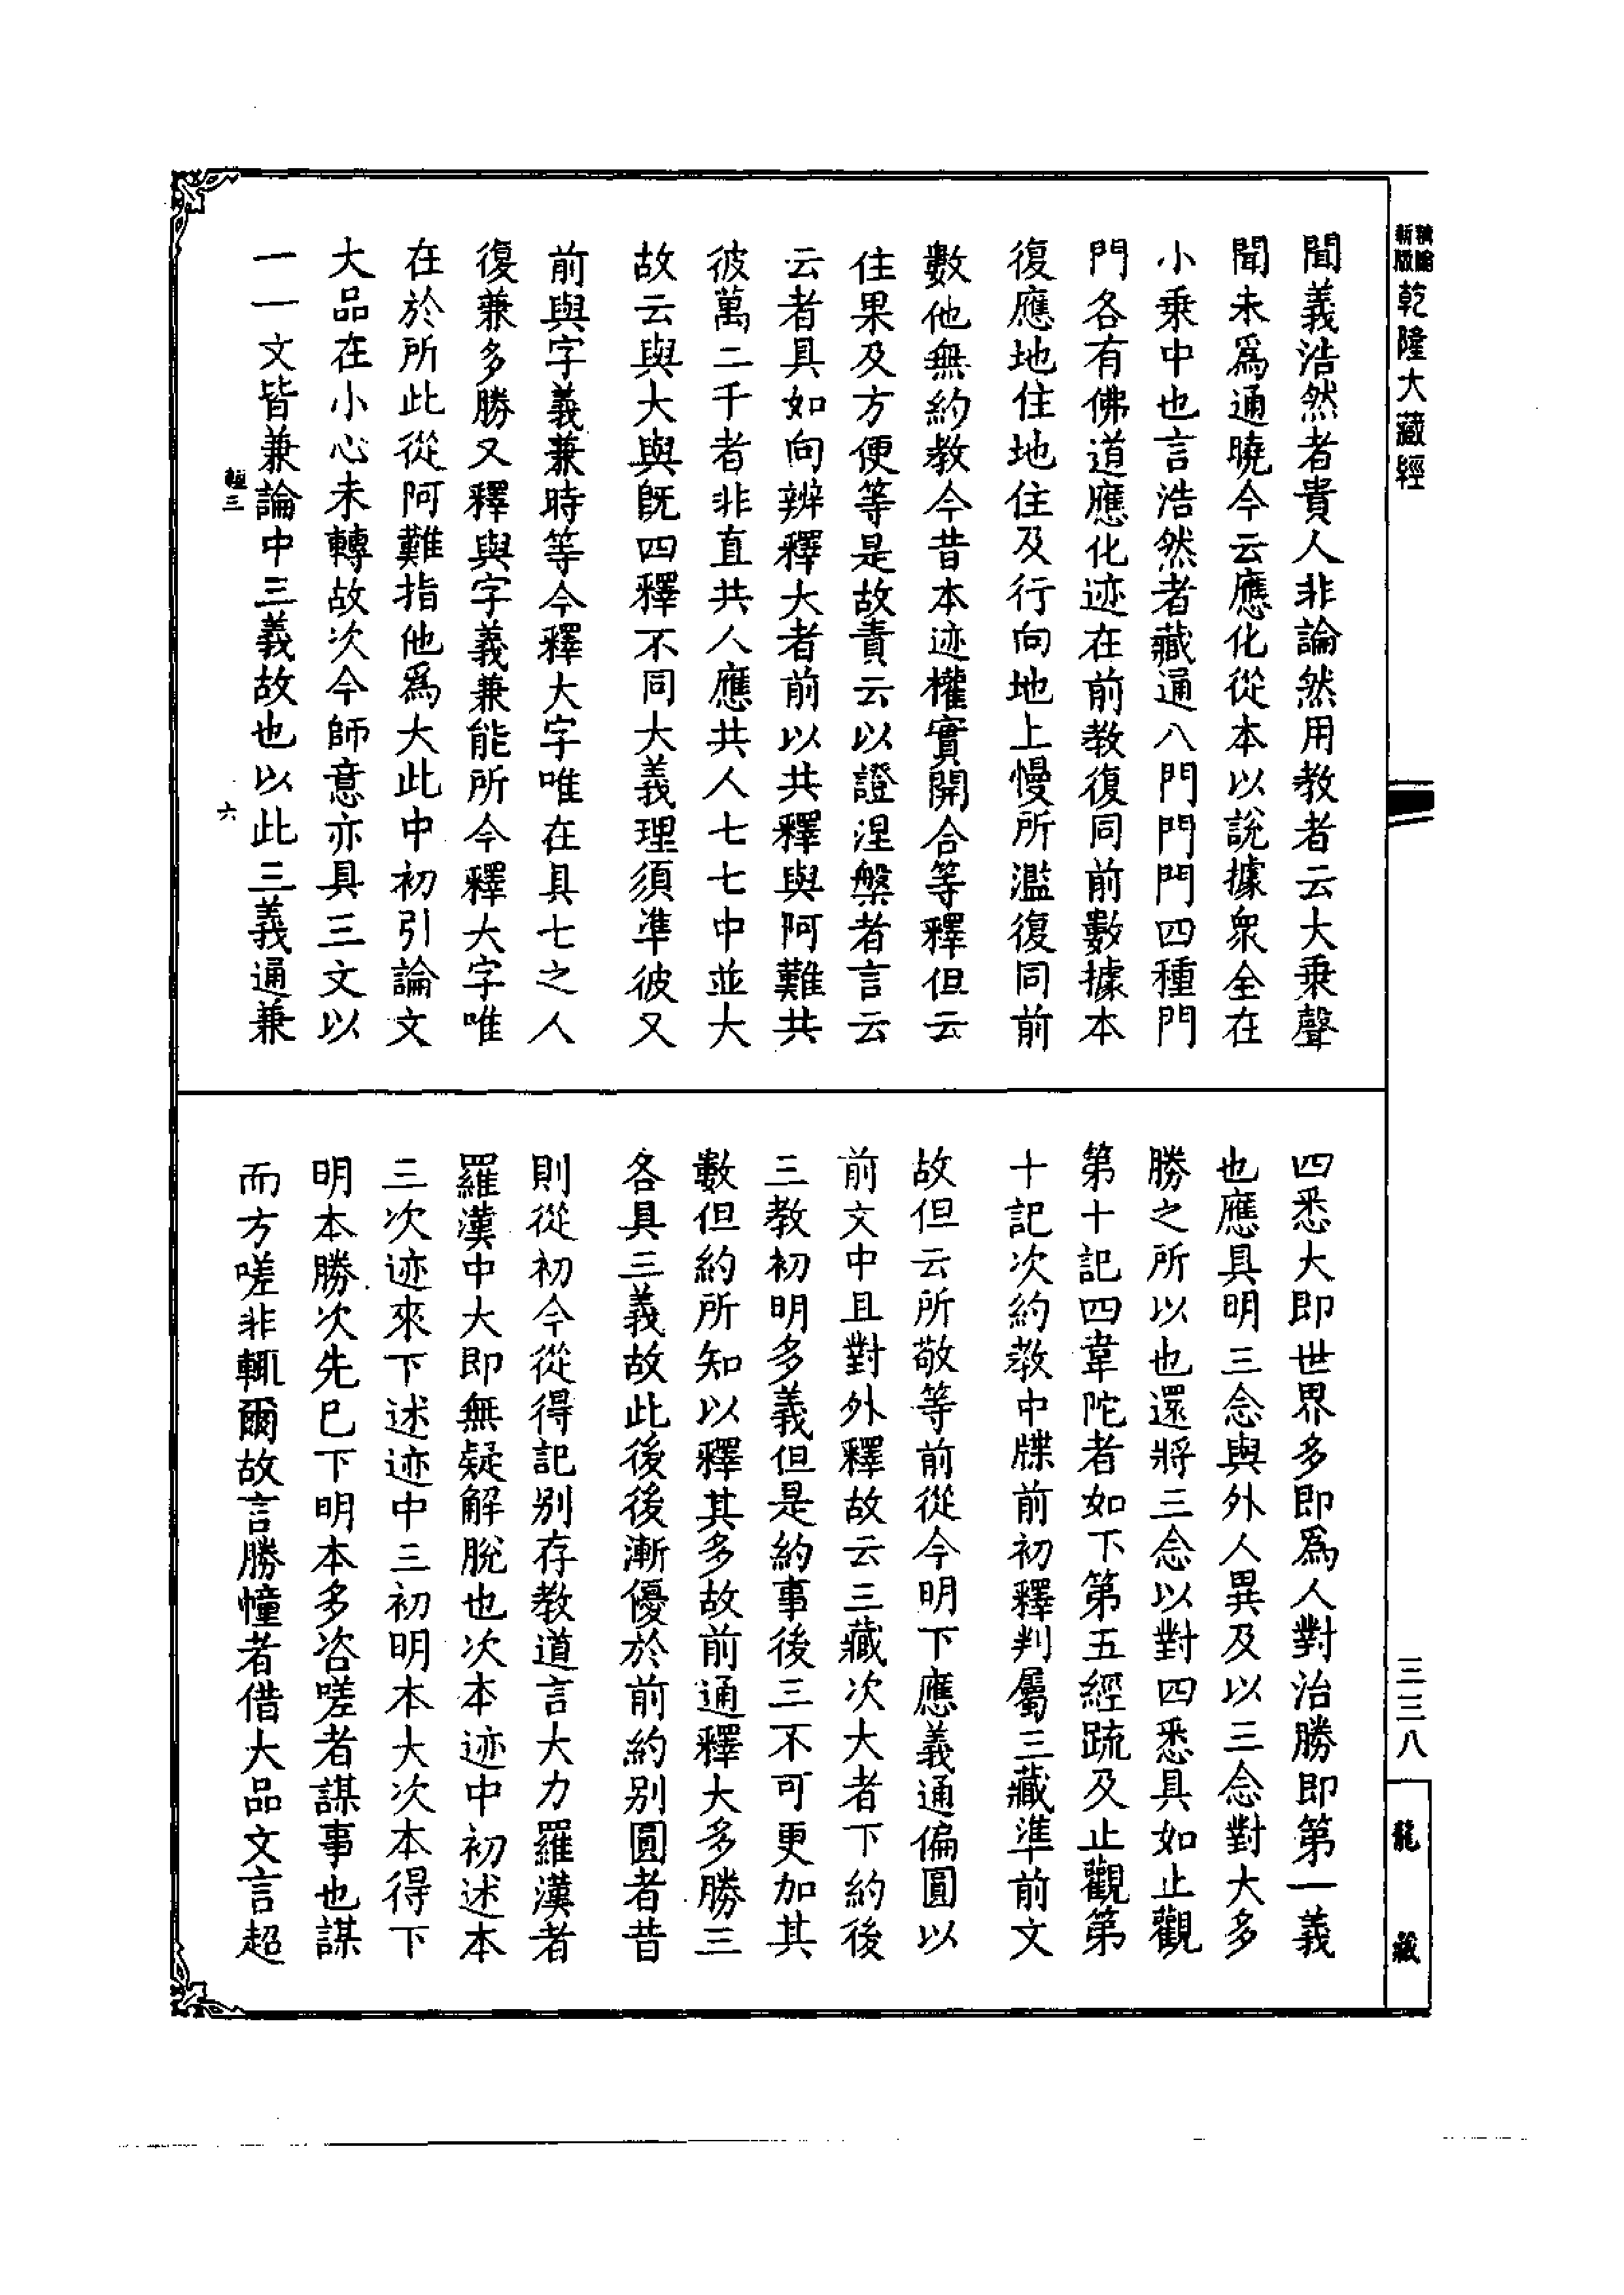 新版
乾隆大藏經
聞義浩然者貴人非論然用教者云大乗聲
聞未為通曉今云應化從本以說據衆全在
小乗中也言浩然者藏通八門門門四種門
門各有佛道應化迹在前教復同前數據本
復應地住地住及行向地上慢所濫復同前
數他無約教今昔本迹權實開合等釋但云
住果及方便等是故責云以證涅槃者言云
云者具如向辨釋大者前以共釋與阿難共
彼萬二千者非直共人應共人七七中並大
故云與大與旣四釋不同大義理須準彼又
前與字義兼時等今釋大字唯在具七之人
復兼多勝又釋與字義兼能所今釋大字唯
在於所此從阿難指他爲大此中初引論文
大品在小心未轉故次今師意亦具三文以
一一文皆兼論中三義故也以此三義通兼
三
六
四悉大即世界多即爲人對治勝即第一義
也應具明三念與外人異及以三念對大多
勝之所以也還將三念以對四悉具如止觀
第十記四韋陀者如下第五經疏及止觀第
十記次約教中牒前初釋判屬三藏準前文
故但云所敬等前從今明下應義通偏圓以
前文中且對外釋故云三藏次大者下約後
三教初明多義但是約事後三不可更加其
數但約所知以釋其多故前通釋大多勝三
各具三義故此後後漸優於前約別圓者昔
則從初今從得記別存教道言大力羅漢者
羅漢中大即無疑解脫也次本迹中初述本
三次迹來下述迹中三初明本大次本得下
明本勝次先已下明本多咨嗟者謀事也謀
而方嗟非輒爾故言勝幢者借大品文言超
三三八
龍
藏